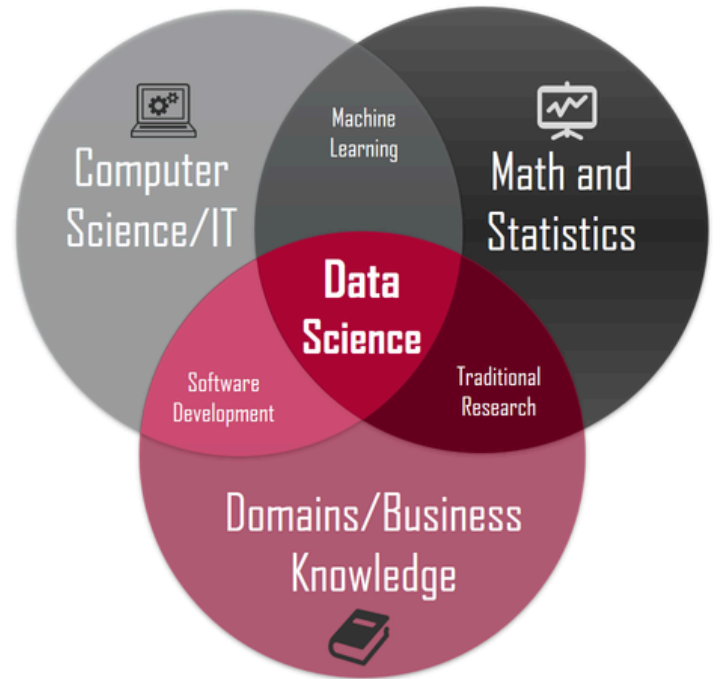 Machine
Learning
Computer
Science/IT
Math and
Statistics
Data
Science
Software
Development
Traditional
Research
Domains/Business
Knowledge